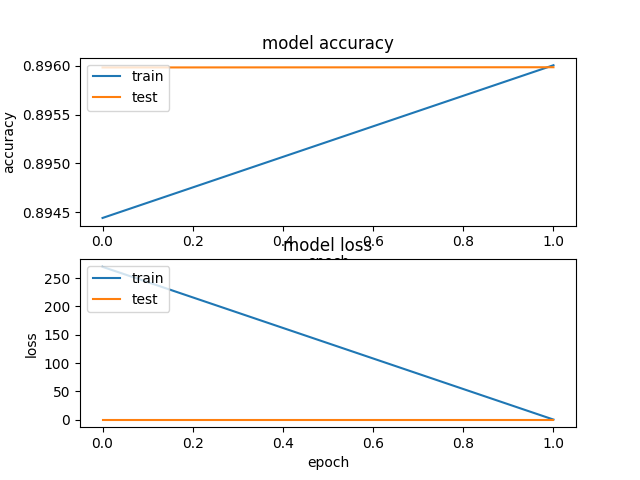 model accuracy
0.8960
0.8955
0.8950
0.8945
accuracy
train
test
0.0 0.2 0.4 0.6 0.8 1.0
epoch
model loss
250
200
150
100
50
0
loss
train
test
0.0 0.2 0.4 0.6 0.8 1.0
epoch